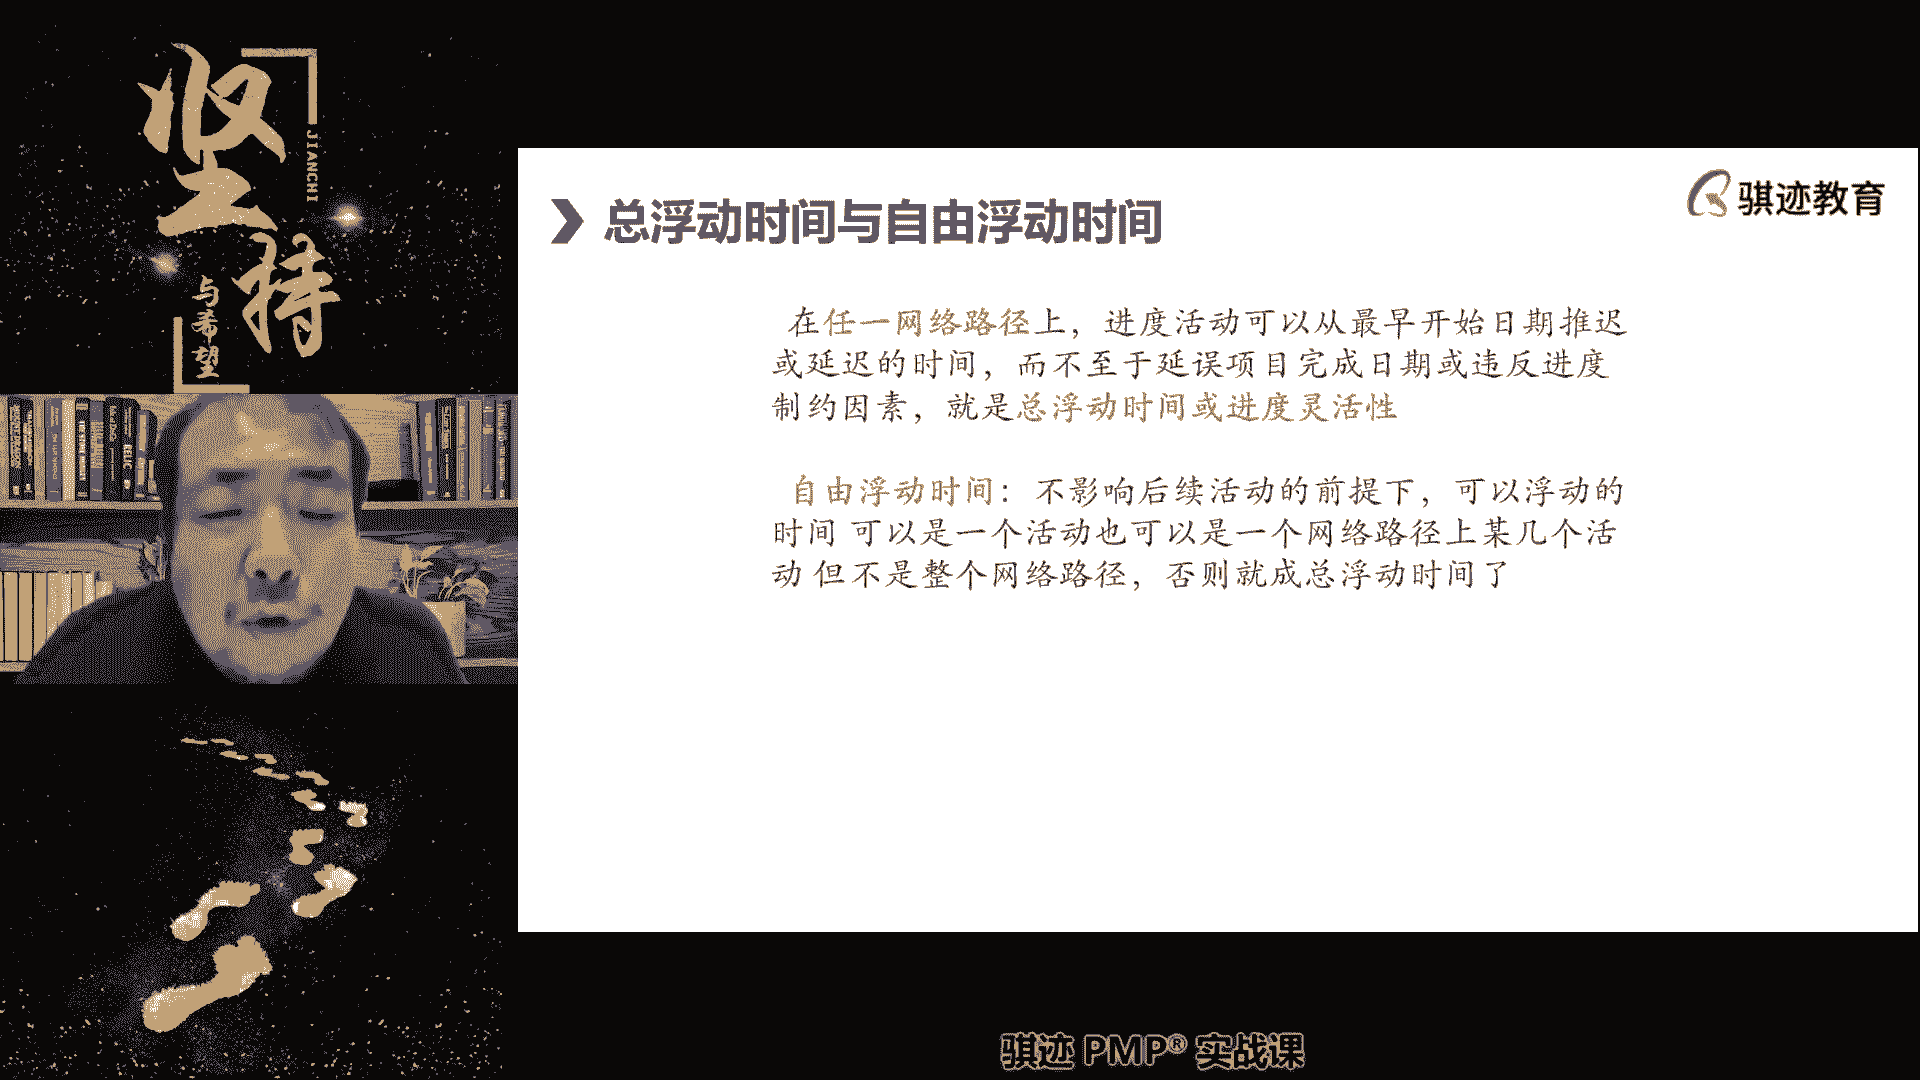 坚持
JIANCHI
与希望
骐迹教育
总浮动时间与自由浮动时间
在任一网络路径上，进度活动可以从最早开始日期推迟
或延迟的时间，而不至于延误项目完成日期或违反进度
制约因素，就是总浮动时间或进度灵活性
自由浮动时间：不影响后续活动的前提下，可以浮动的
时间 可以是一个活动也可以是一个网络路径上某几个活
动 但不是整个网络路径，否则就成总浮动时间了
骐迹 PMP® 实战课